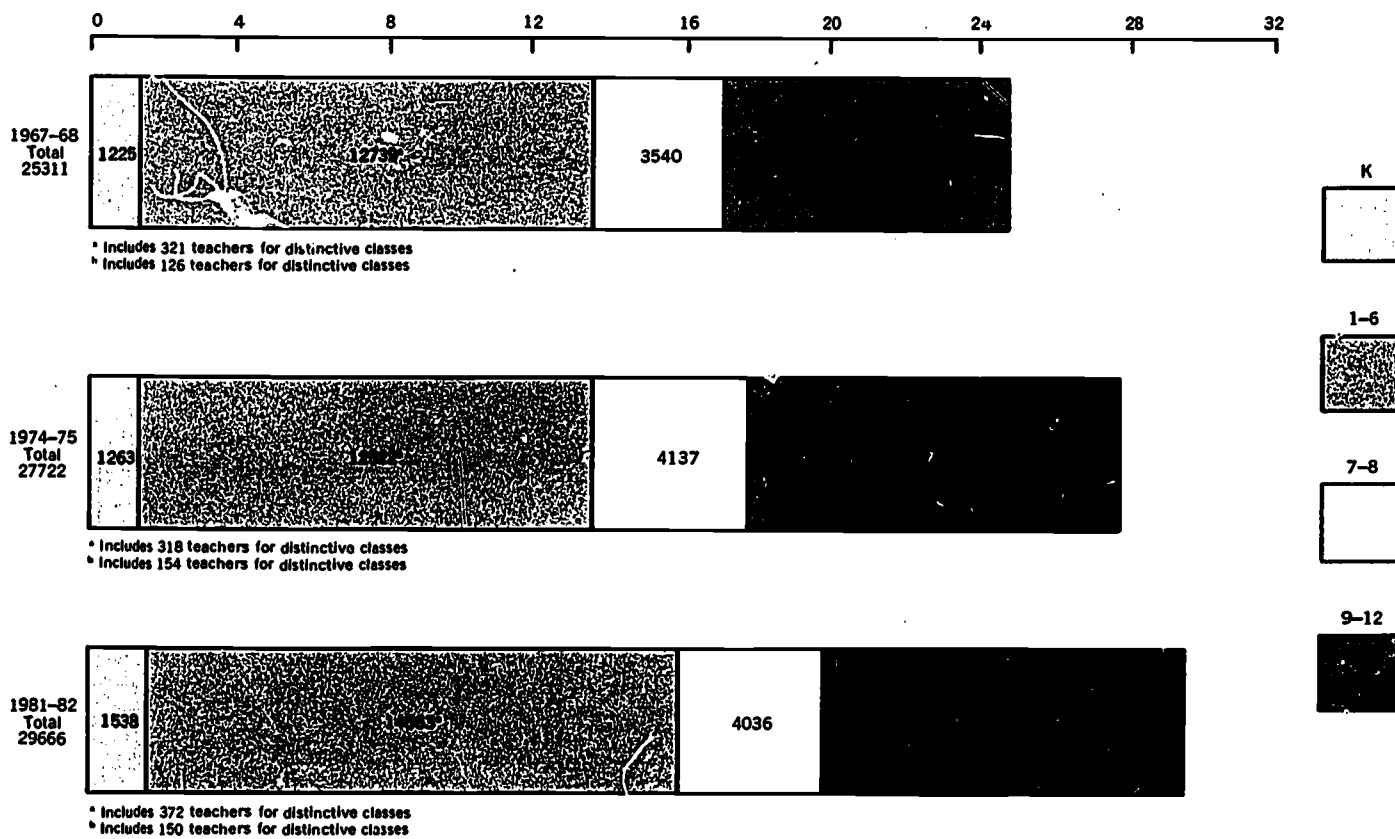 0 4 8 12 16 20 24 28 32
1967–68
Total
25311
1225
3540
ᵃ Includes 321 teachers for distinctive classes
ʰ Includes 126 teachers for distinctive classes
1974–75
Total
27722
1263
4137
ᵃ Includes 318 teachers for distinctive classes
ᵇ Includes 154 teachers for distinctive classes
1981–82
Total
29666
1538
4036
ᵃ Includes 372 teachers for distinctive classes
ᵇ Includes 150 teachers for distinctive classes
K
1–6
7–8
9–12